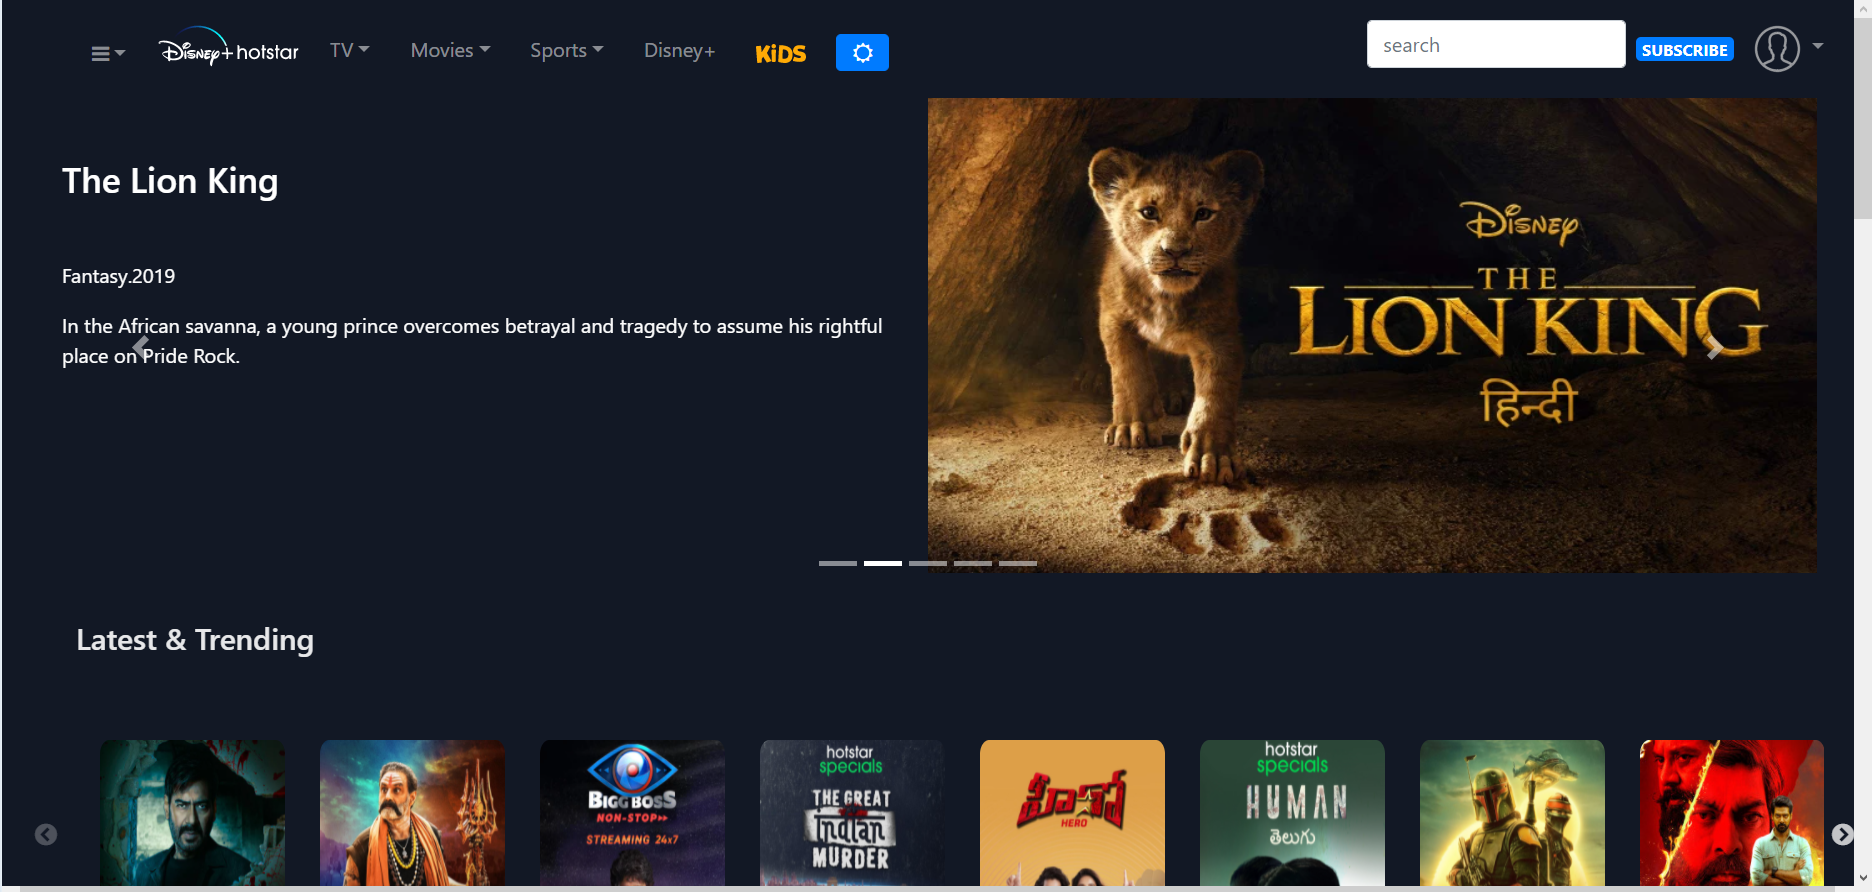 Disney+ hotstar
TV
Movies
Sports
Disney+
KiDS
search
SUBSCRIBE
The Lion King
Fantasy.2019
In the African savanna, a young prince overcomes betrayal and tragedy to assume his rightful
place on Pride Rock.
Disney
THE
LION KING
हिन्दी
Latest & Trending
BIGG BOSS
NON-STOP
STREAMING 24x7
hotstar
specials
THE GREAT
Indian
MURDER
హీరో
HERO
hotstar
specials
HUMAN
తెలుగు